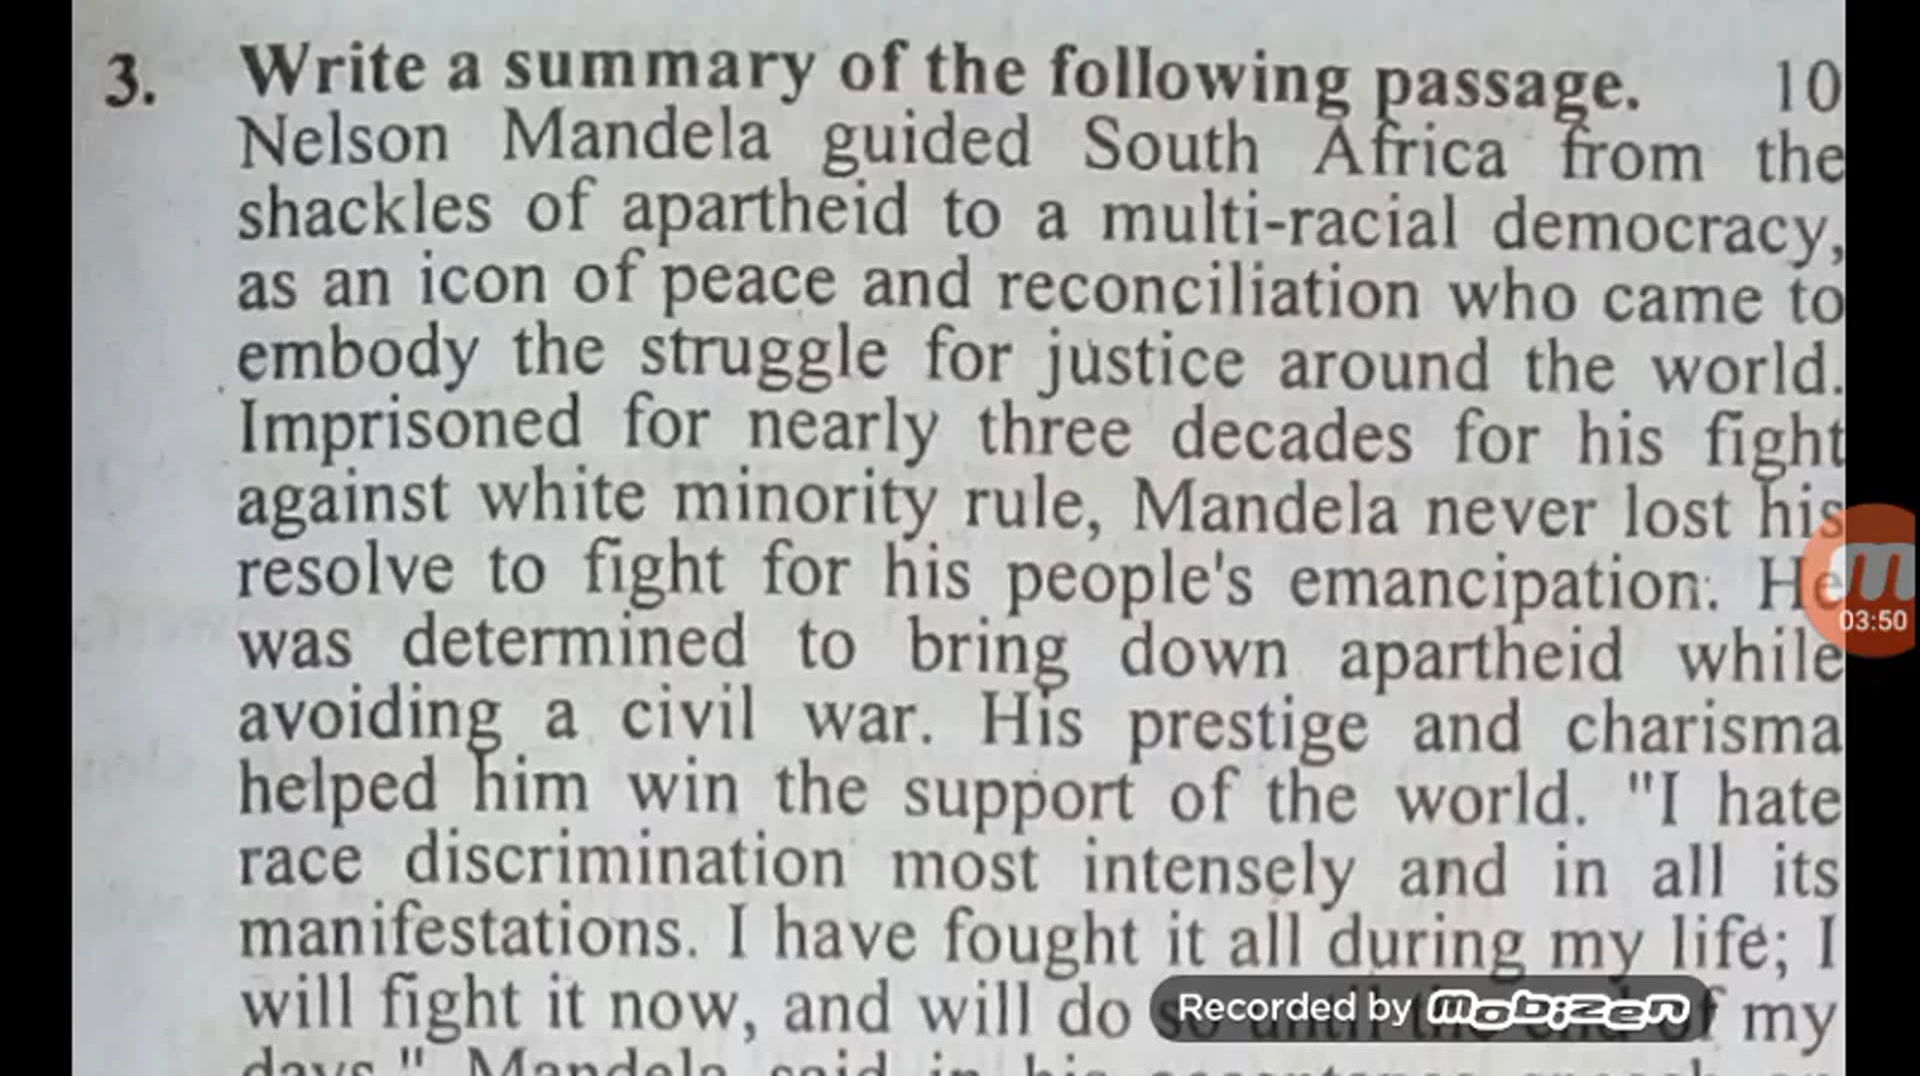 3. Write a summary of the following passage. 10
Nelson Mandela guided South Africa from the
shackles of apartheid to a multi-racial democracy,
as an icon of peace and reconciliation who came to
embody the struggle for justice around the world.
Imprisoned for nearly three decades for his fight
against white minority rule, Mandela never lost his
resolve to fight for his people's emancipation. He
was determined to bring down apartheid while
avoiding a civil war. His prestige and charisma
helped him win the support of the world. "I hate
race discrimination most intensely and in all its
manifestations. I have fought it all during my life; I
will fight it now, and will do so until the end of my
days." Mandela said in his acceptance speech on
03:50
Recorded by mobizen